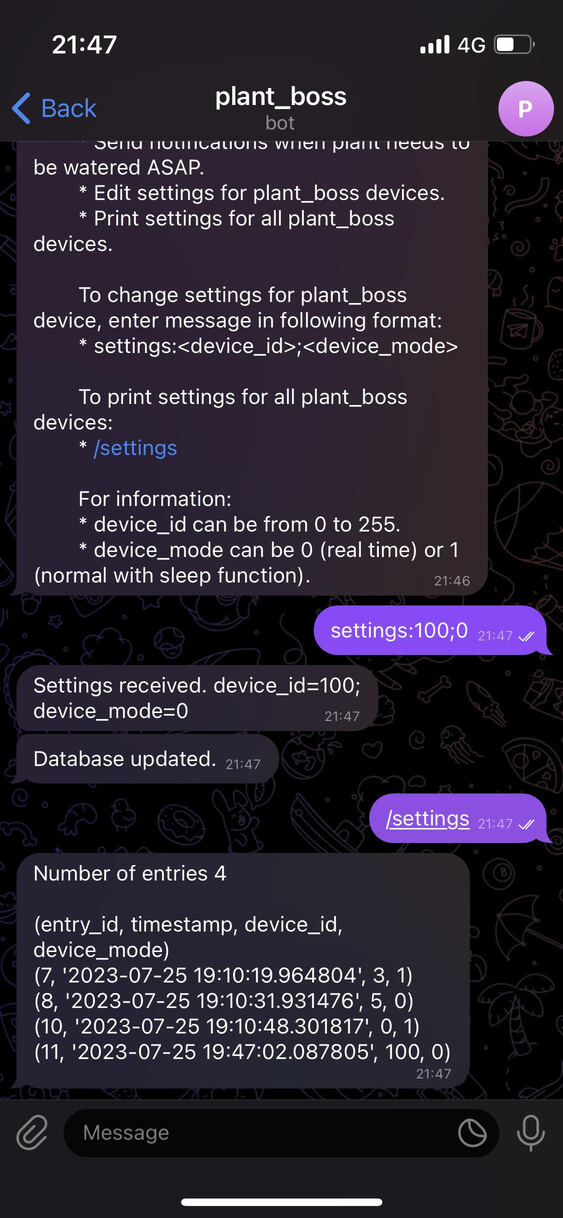 21:47
4G
Back
plant_boss
bot
P
* Send notifications when plant needs to
be watered ASAP.
* Edit settings for plant_boss devices.
* Print settings for all plant_boss
devices.
To change settings for plant_boss
device, enter message in following format:
* settings:<device_id>;<device_mode>
To print settings for all plant_boss
devices:
* /settings
For information:
* device_id can be from 0 to 255.
* device_mode can be 0 (real time) or 1
(normal with sleep function).
21:46
settings:100;0 21:47
Settings received. device_id=100;
device_mode=0
21:47
Database updated. 21:47
/settings 21:47
Number of entries 4
(entry_id, timestamp, device_id,
device_mode)
(7, '2023-07-25 19:10:19.964804', 3, 1)
(8, '2023-07-25 19:10:31.931476', 5, 0)
(10, '2023-07-25 19:10:48.301817', 0, 1)
(11, '2023-07-25 19:47:02.087805', 100, 0)
21:47
Message